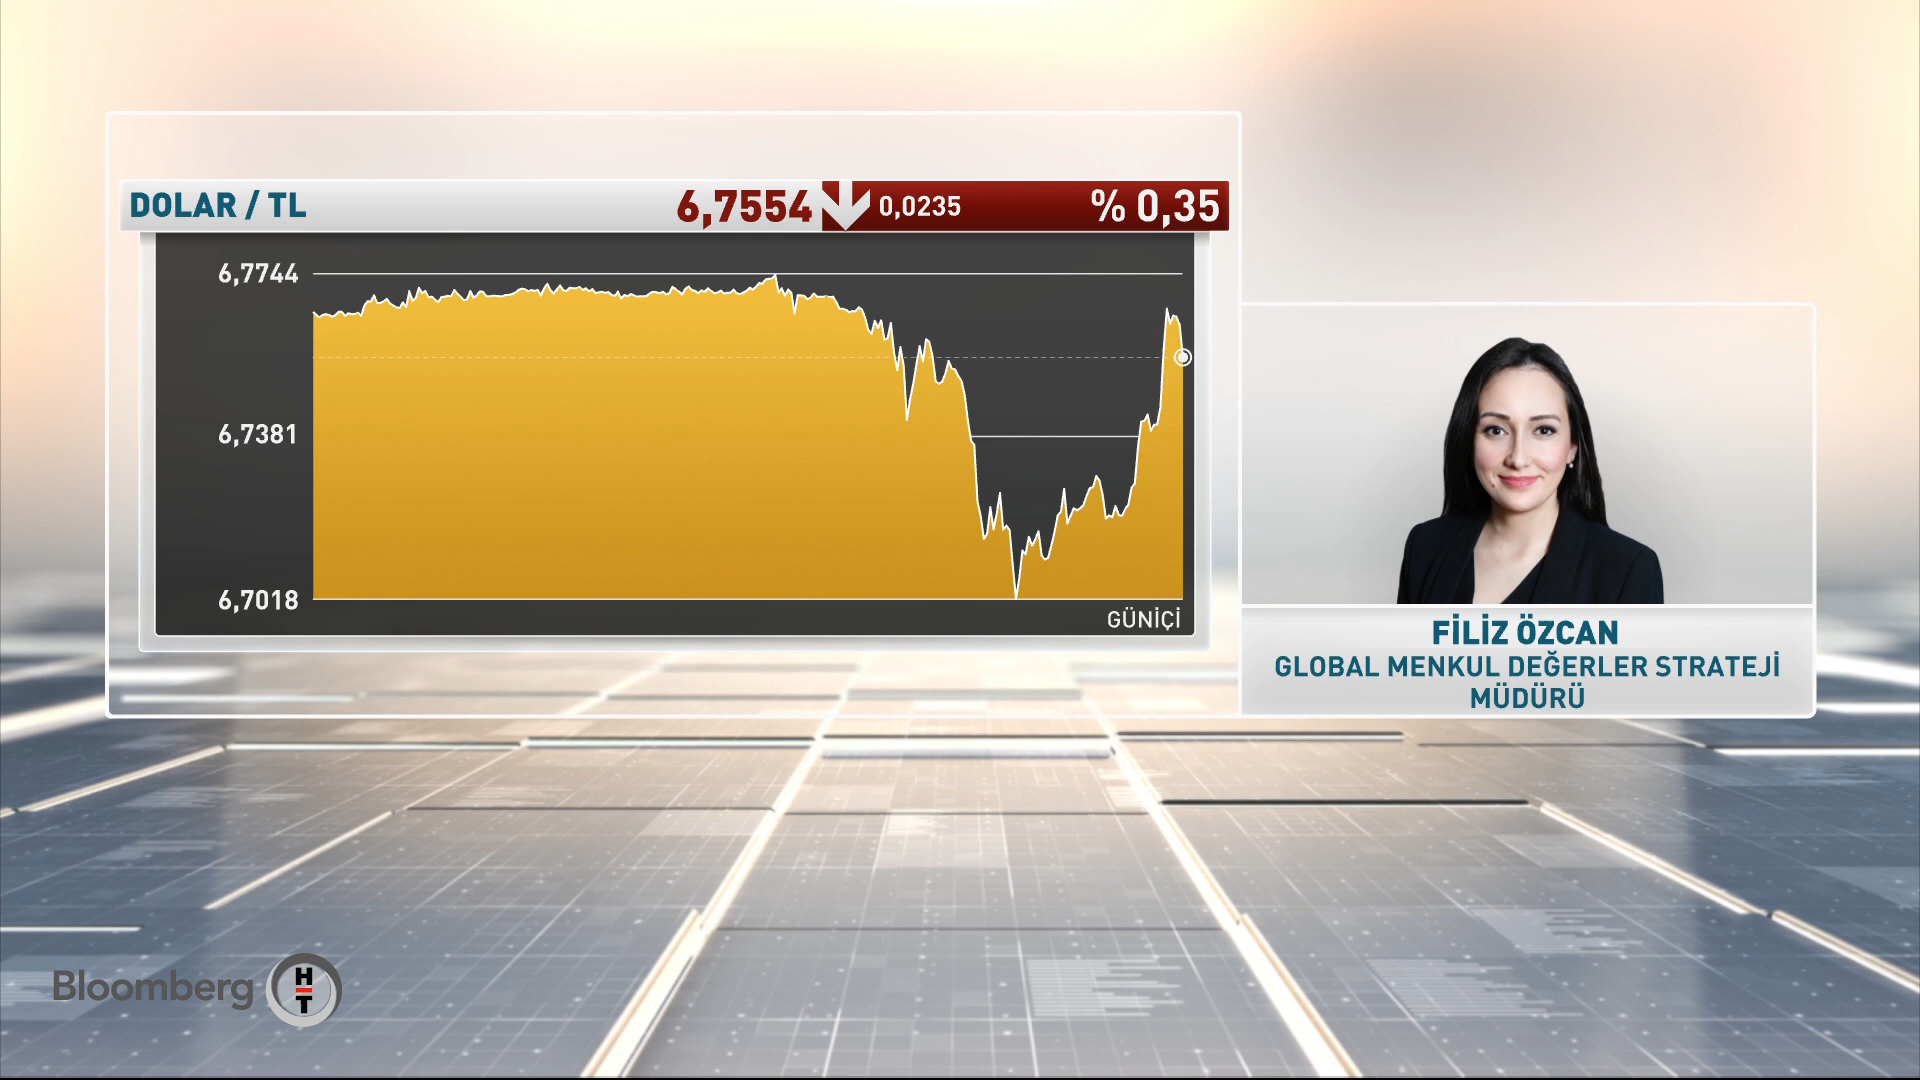 DOLAR / TL 6,7554 0,0235 % 0,35
6,7744
6,7381
6,7018
GÜNİÇİ
FİLİZ ÖZCAN
GLOBAL MENKUL DEĞERLER STRATEJİ
MÜDÜRÜ
Bloomberg HT